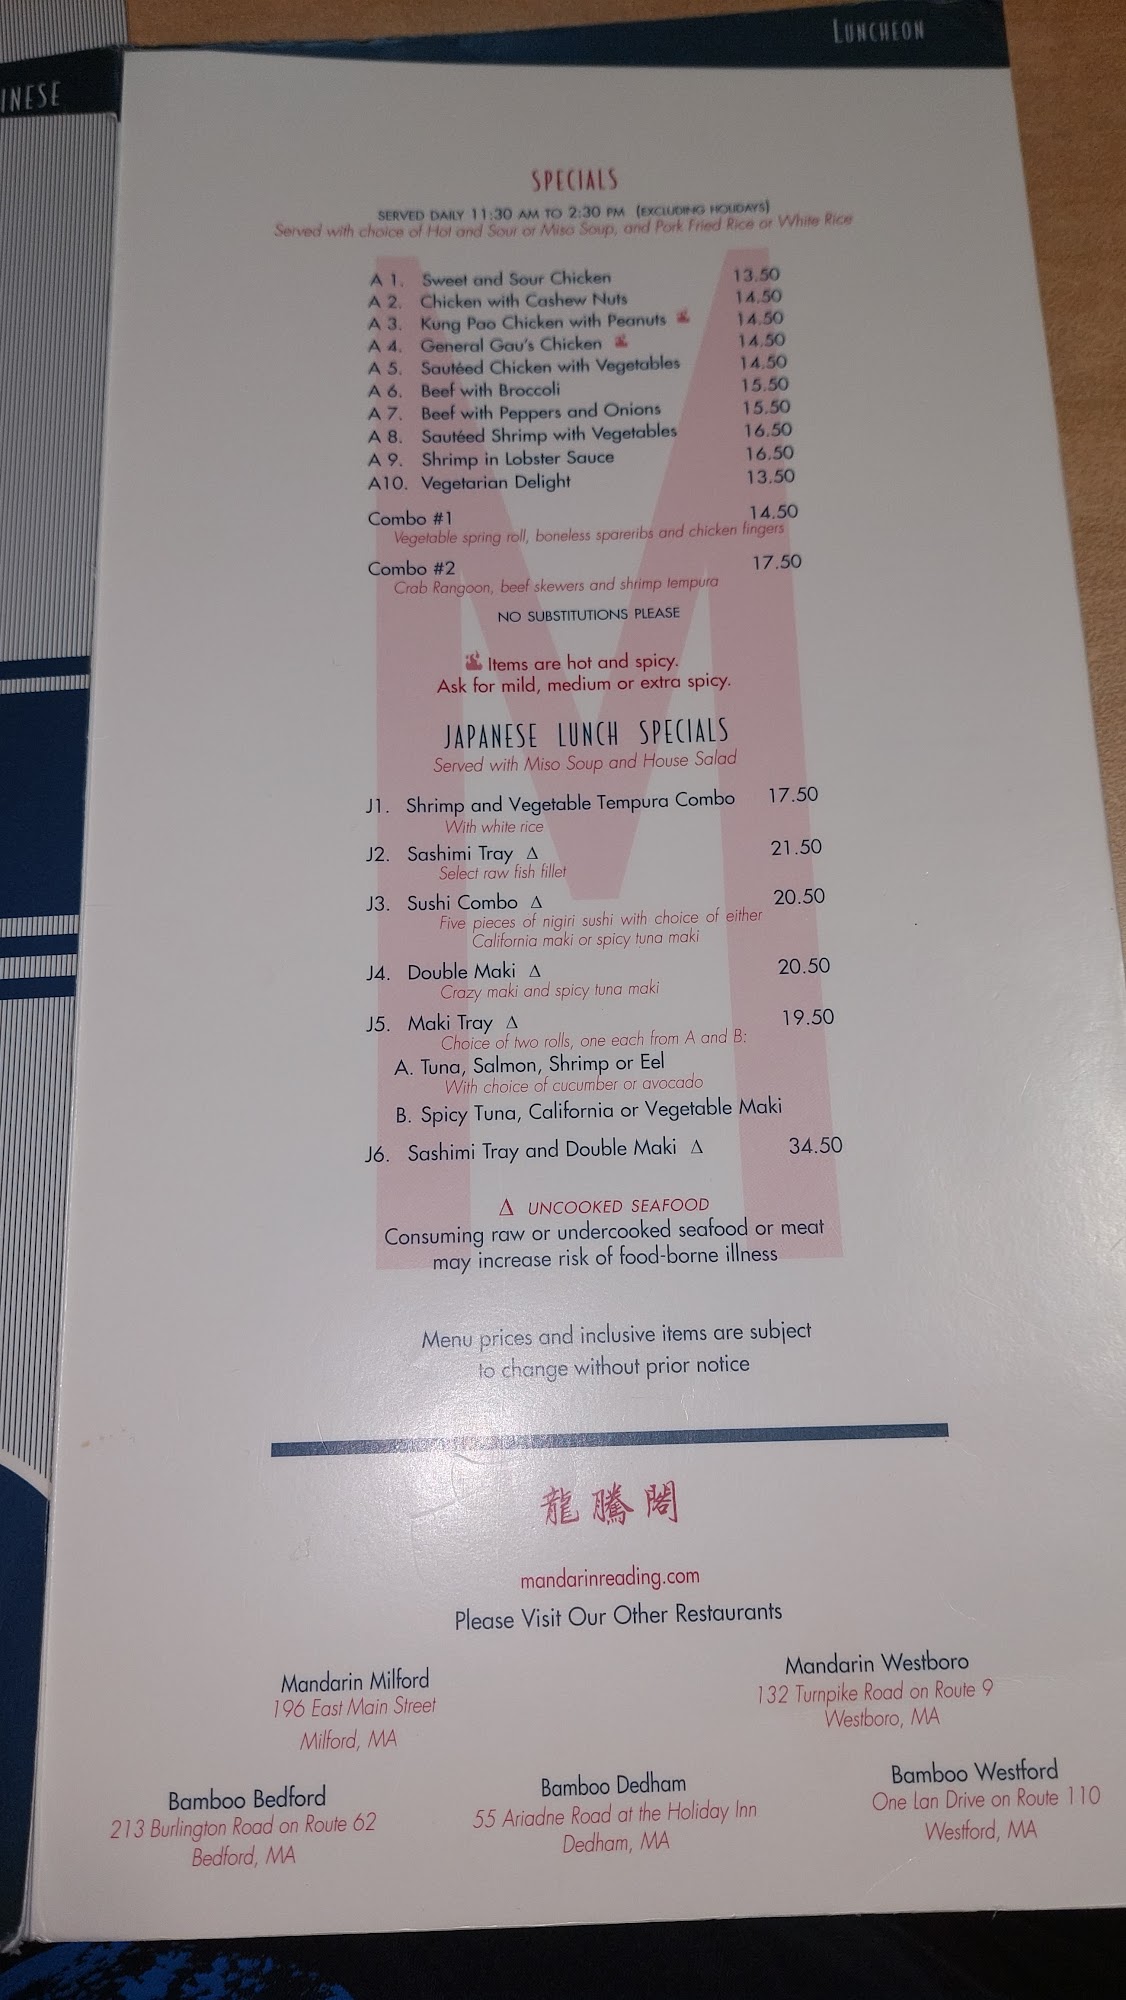 INESE
LUNCHEON
SPECIALS
SERVED DAILY 11:30 AM TO 2:30 PM (EXCLUDING HOLIDAYS)
Served with choice of Hot and Sour or Miso Soup, and Pork Fried Rice or White Rice
A 1. Sweet and Sour Chicken 13.50
A 2. Chicken with Cashew Nuts 14.50
A 3. Kung Pao Chicken with Peanuts 14.50
A 4. General Gau's Chicken 14.50
A 5. Sautéed Chicken with Vegetables 14.50
A 6. Beef with Broccoli 15.50
A 7. Beef with Peppers and Onions 15.50
A 8. Sautéed Shrimp with Vegetables 16.50
A 9. Shrimp in Lobster Sauce 16.50
A10. Vegetarian Delight 13.50
Combo #1 14.50
Vegetable spring roll, boneless spareribs and chicken fingers
Combo #2 17.50
Crab Rangoon, beef skewers and shrimp tempura
NO SUBSTITUTIONS PLEASE
Items are hot and spicy.
Ask for mild, medium or extra spicy.
JAPANESE LUNCH SPECIALS
Served with Miso Soup and House Salad
J1. Shrimp and Vegetable Tempura Combo 17.50
With white rice
J2. Sashimi Tray Δ 21.50
Select raw fish fillet
J3. Sushi Combo Δ 20.50
Five pieces of nigiri sushi with choice of either
California maki or spicy tuna maki
J4. Double Maki Δ 20.50
Crazy maki and spicy tuna maki
J5. Maki Tray Δ 19.50
Choice of two rolls, one each from A and B:
A. Tuna, Salmon, Shrimp or Eel
With choice of cucumber or avocado
B. Spicy Tuna, California or Vegetable Maki
J6. Sashimi Tray and Double Maki Δ 34.50
Δ UNCOOKED SEAFOOD
Consuming raw or undercooked seafood or meat
may increase risk of food-borne illness
Menu prices and inclusive items are subject
to change without prior notice
龍騰閣
mandarinreading.com
Please Visit Our Other Restaurants
Mandarin Milford
196 East Main Street
Milford, MA
Mandarin Westboro
132 Turnpike Road on Route 9
Westboro, MA
Bamboo Bedford
213 Burlington Road on Route 62
Bedford, MA
Bamboo Dedham
55 Ariadne Road at the Holiday Inn
Dedham, MA
Bamboo Westford
One Lan Drive on Route 110
Westford, MA